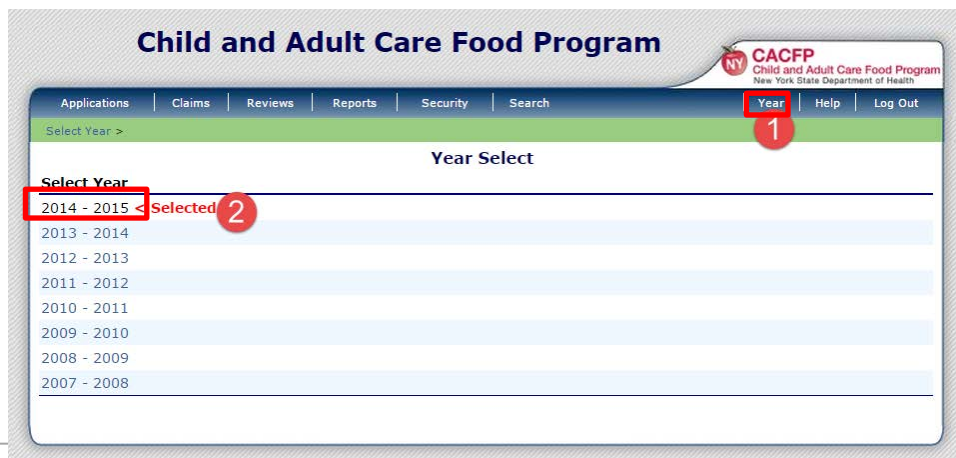 Child and Adult Care Food Program
NY CACFP
Child and Adult Care Food Program
New York State Department of Health
Applications | Claims | Reviews | Reports | Security | Search | Year | Help | Log Out
1
Select Year >
Year Select
Select Year
2014 - 2015 < Selected 2
2013 - 2014
2012 - 2013
2011 - 2012
2010 - 2011
2009 - 2010
2008 - 2009
2007 - 2008